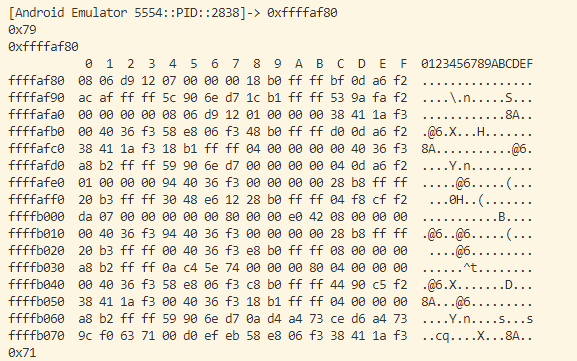 [Android Emulator 5554::PID::2838]-> 0xffffaf80
0x79
0xffffaf80
0 1 2 3 4 5 6 7 8 9 A B C D E F 0123456789ABCDEF
ffffaf80 08 06 d9 12 07 00 00 00 18 b0 ff ff bf 0d a6 f2 ................
ffffaf90 ac af ff ff 5c 90 6e d7 1c b1 ff ff 53 9a fa f2 ....\.n.....S...
ffffafa0 00 00 00 00 08 06 d9 12 01 00 00 00 38 41 1a f3 ............8A..
ffffafb0 00 40 36 f3 58 e8 06 f3 48 b0 ff ff d0 0d a6 f2 .@6.X...H.......
ffffafc0 38 41 1a f3 18 b1 ff ff 04 00 00 00 00 40 36 f3 8A...........@6.
ffffafd0 a8 b2 ff ff 59 90 6e d7 00 00 00 00 04 0d a6 f2 ....Y.n.........
ffffafe0 01 00 00 00 94 40 36 f3 00 00 00 00 28 b8 ff ff .....@6.....(...
ffffaff0 20 b3 ff ff 30 48 e6 12 28 b0 ff ff 04 f8 cf f2  ...0H..(.......
ffffb000 da 07 00 00 00 00 00 80 00 00 e0 42 08 00 00 00 ...........B....
ffffb010 00 40 36 f3 94 40 36 f3 00 00 00 00 28 b8 ff ff .@6..@6.....(...
ffffb020 20 b3 ff ff 00 40 36 f3 e8 b0 ff ff 08 00 00 00  ....@6.........
ffffb030 a8 b2 ff ff 0a c4 5e 74 00 00 00 80 04 00 00 00 ......^t........
ffffb040 00 40 36 f3 58 e8 06 f3 c8 b0 ff ff 44 90 c5 f2 .@6.X.......D...
ffffb050 38 41 1a f3 00 40 36 f3 18 b1 ff ff 04 00 00 00 8A...@6.........
ffffb060 a8 b2 ff ff 59 90 6e d7 0a d4 a4 73 ce d6 a4 73 ....Y.n....s...s
ffffb070 9c f0 63 71 00 d0 ef eb 58 e8 06 f3 38 41 1a f3 ..cq....X...8A..
0x71